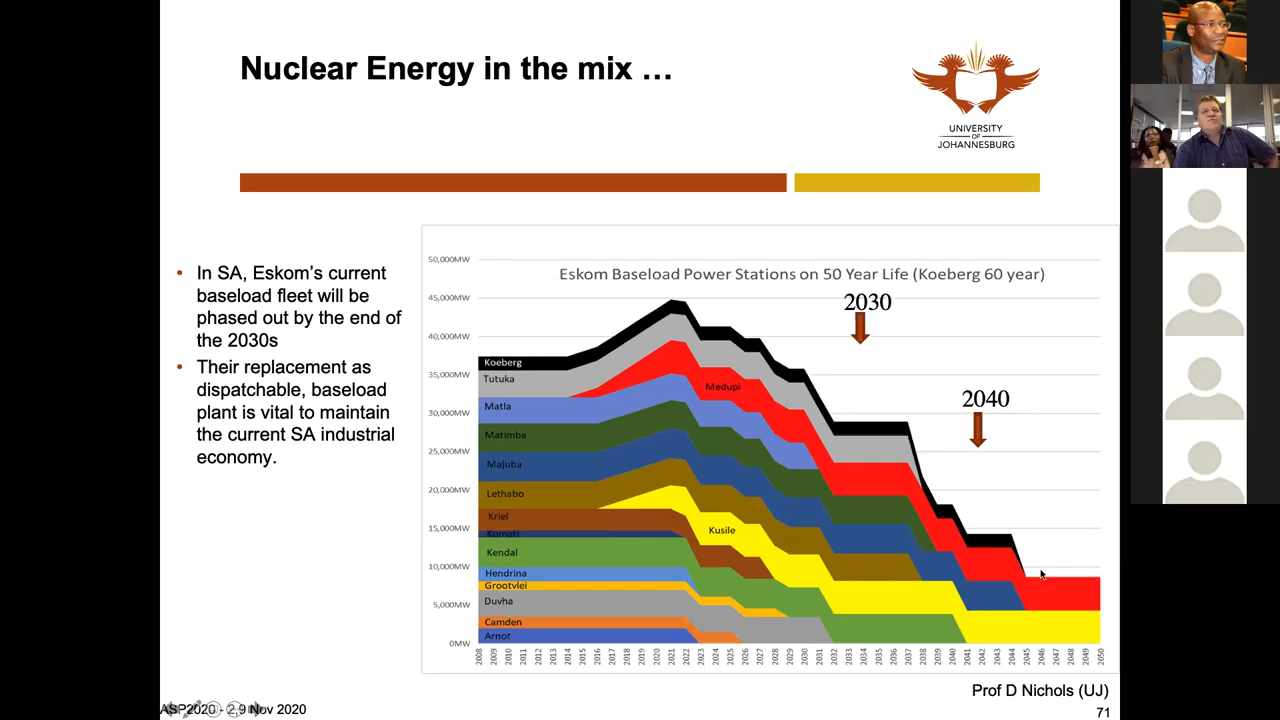 Nuclear Energy in the mix …
UNIVERSITY
OF
JOHANNESBURG
• In SA, Eskom's current
baseload fleet will be
phased out by the end of
the 2030s
• Their replacement as
dispatchable, baseload
plant is vital to maintain
the current SA industrial
economy.
Eskom Baseload Power Stations on 50 Year Life (Koeberg 60 year)
50,000MW
45,000MW
40,000MW
35,000MW
30,000MW
25,000MW
20,000MW
15,000MW
10,000MW
5,000MW
0MW
2030
2040
Koeberg
Tutuka
Medupi
Matla
Matimba
Majuba
Lethabo
Kriel
Kusile
Komati
Kendal
Hendrina
Grootvlei
Duvha
Camden
Arnot
2008 2009 2010 2011 2012 2013 2014 2015 2016 2017 2018 2019 2020 2021 2022 2023 2024 2025 2026 2027 2028 2029 2030 2031 2032 2033 2034 2035 2036 2037 2038 2039 2040 2041 2042 2043 2044 2045 2046 2047 2048 2049 2050
Prof D Nichols (UJ)
ASP2020 - 2,9 Nov 2020
71